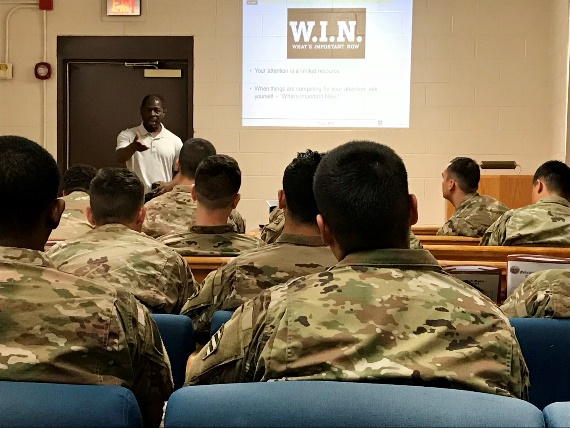 EXIT
W.I.N.
WHAT'S IMPORTANT NOW
• Your attention is a limited resource
• When things are competing for your attention, ask
yourself – "What's Important Now?"